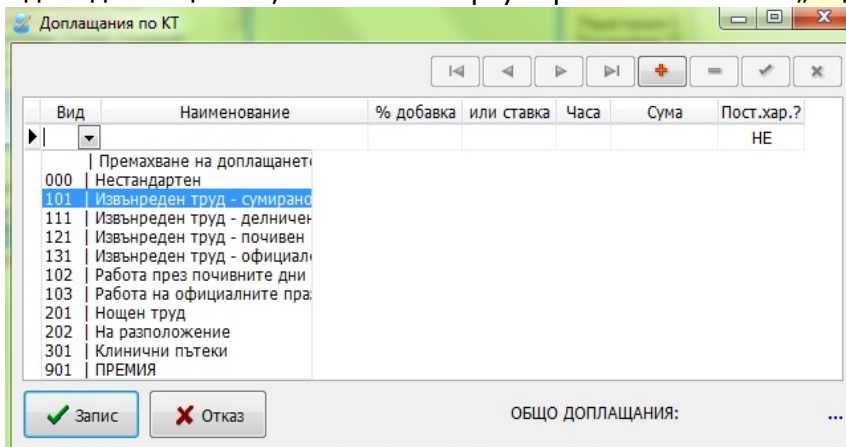 Доплащания по КТ
Вид Наименование % добавка или ставка Часа Сума Пост.хар.?
НЕ
| Премахване на доплащанет
000 | Нестандартен
101 | Извънреден труд - сумирано
111 | Извънреден труд - делничен
121 | Извънреден труд - почивен
131 | Извънреден труд - официал
102 | Работа през почивните дни
103 | Работа на официалните пра
201 | Нощен труд
202 | На разположение
301 | Клинични пътеки
901 | ПРЕМИЯ
Запис Отказ ОБЩО ДОПЛАЩАНИЯ: ...